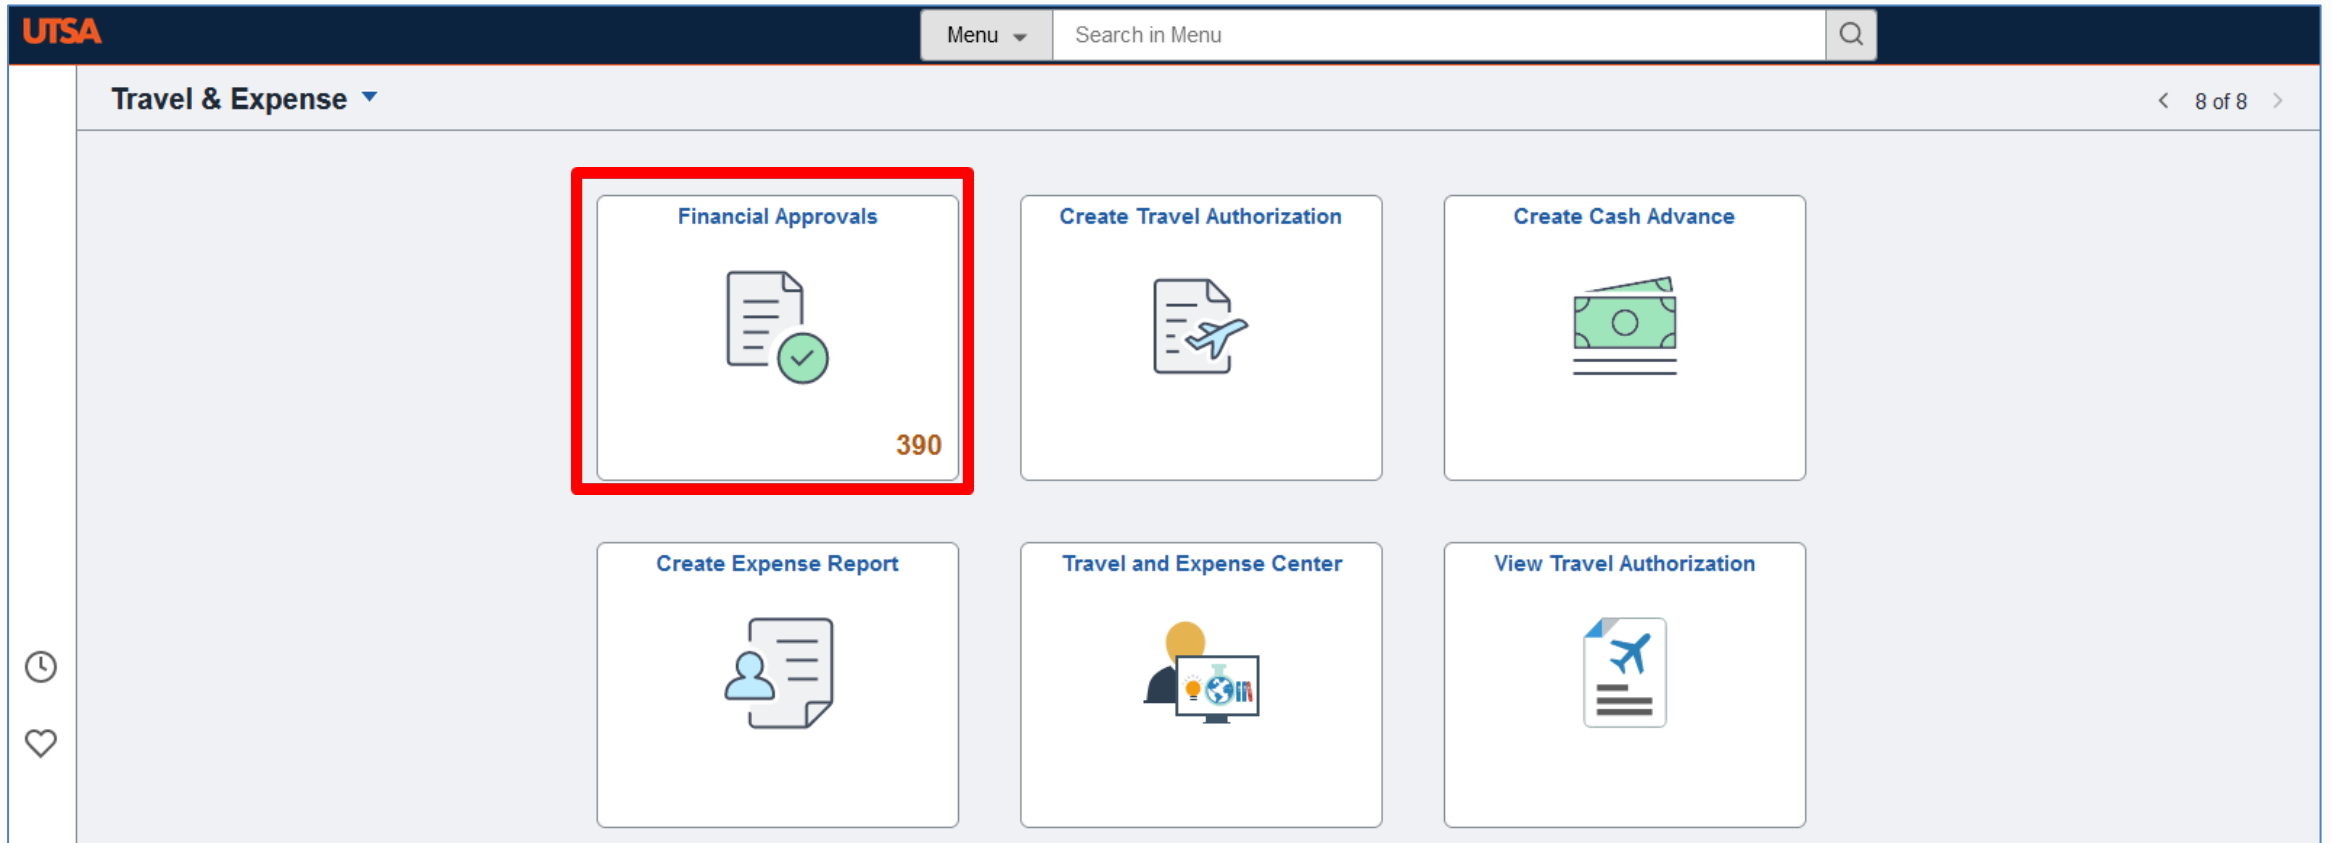 UTSA
Menu
Search in Menu
Travel & Expense
8 of 8
Financial Approvals
390
Create Travel Authorization
Create Cash Advance
Create Expense Report
Travel and Expense Center
View Travel Authorization